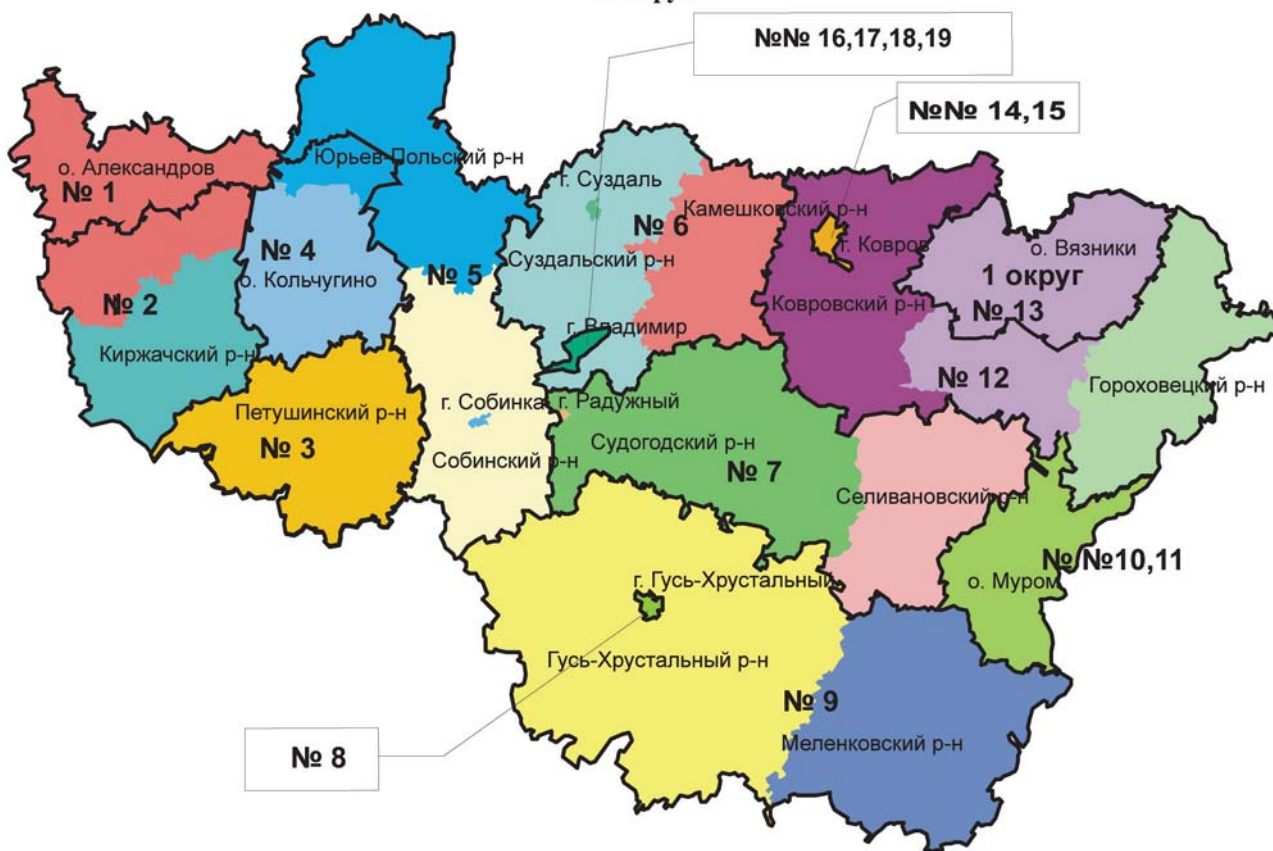 №№ 16,17,18,19
№№ 14,15
о. Александров
№ 1
Юрьев-Польский р-н
г. Суздаль
№ 6
Камешковский р-н
г. Ковров
о. Вязники
1 округ
№ 13
№ 4
о. Кольчугино
№ 5
Суздальский р-н
Ковровский р-н
№ 2
Киржачский р-н
г. Владимир
№ 12
Гороховецкий р-н
Петушинский р-н
№ 3
г. Собинка
г. Радужный
Собинский р-н
Судогодский р-н
№ 7
Селивановский р-н
№ №10,11
о. Муром
г. Гусь-Хрустальный
Гусь-Хрустальный р-н
№ 9
Меленковский р-н
№ 8